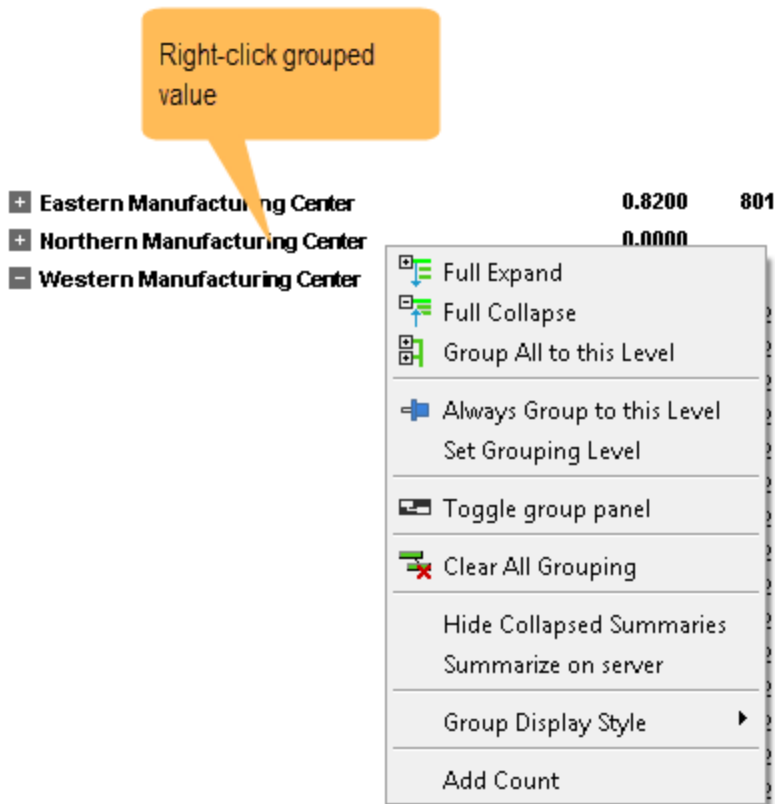 Right-click grouped
value
Eastern Manufacturing Center 0.8200 801
Northern Manufacturing Center 0.0000
Western Manufacturing Center
Full Expand
Full Collapse
Group All to this Level
Always Group to this Level
Set Grouping Level
Toggle group panel
Clear All Grouping
Hide Collapsed Summaries
Summarize on server
Group Display Style
Add Count